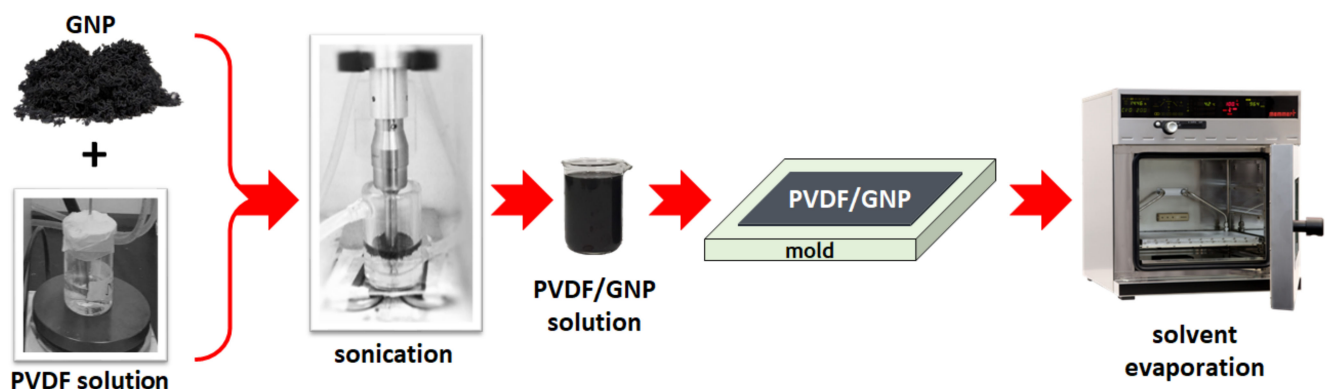 GNP
+
PVDF solution
sonication
PVDF/GNP
solution
PVDF/GNP
mold
solvent
evaporation